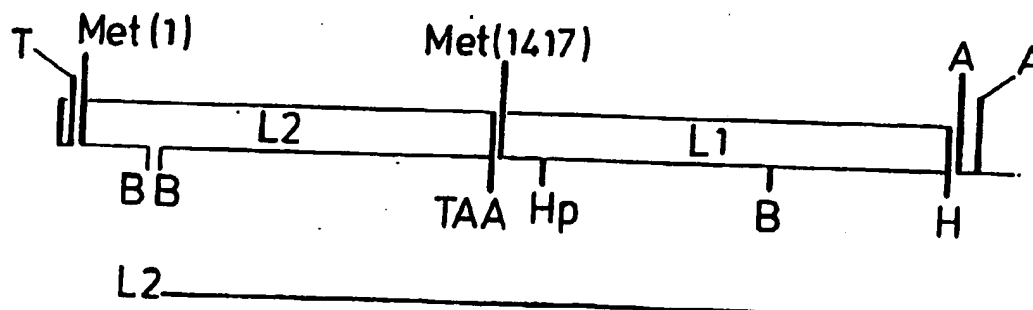 T Met(1) Met(1417) A A
L2 L1
B B TAA Hp B H
L2